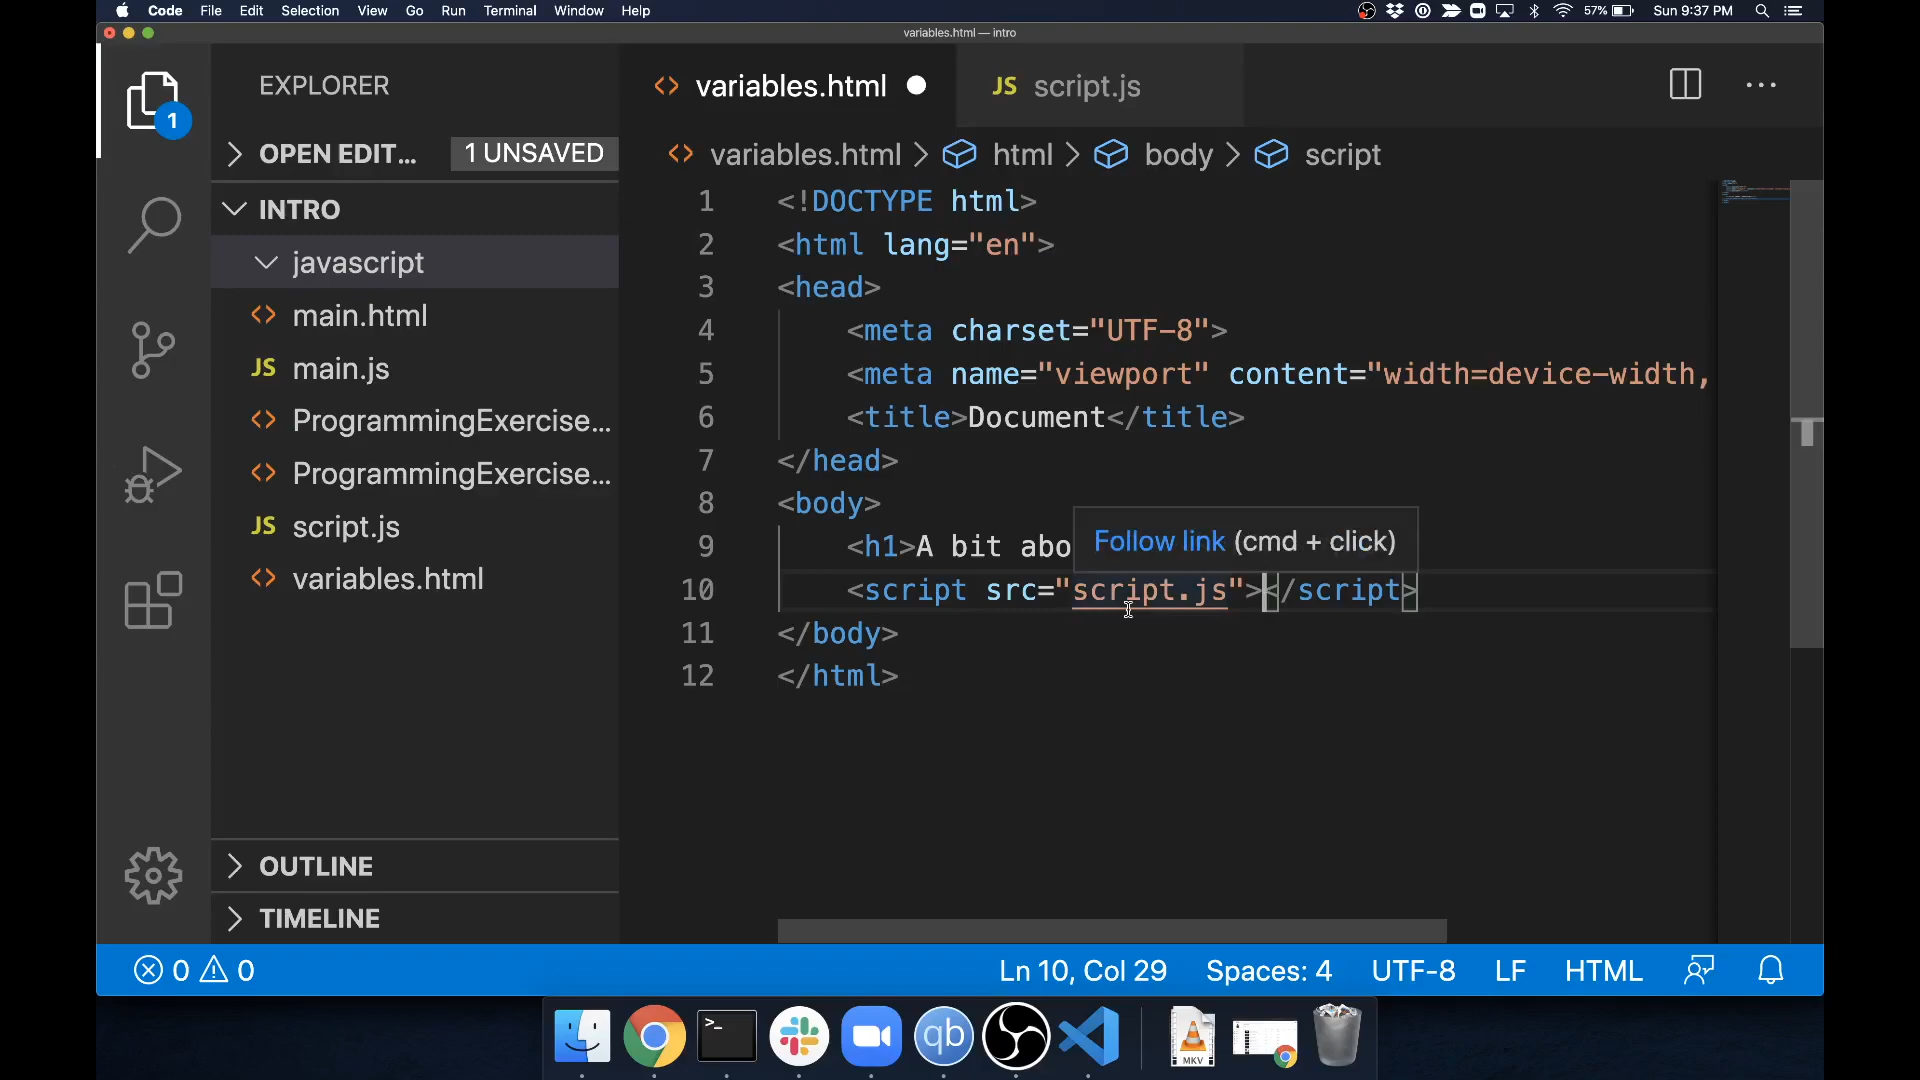 Code File Edit Selection View Go Run Terminal Window Help 57% Sun 9:37 PM
variables.html — intro
EXPLORER
OPEN EDIT... 1 UNSAVED
INTRO
javascript
main.html
JS main.js
ProgrammingExercise...
ProgrammingExercise...
JS script.js
variables.html
OUTLINE
TIMELINE
1
variables.html JS script.js ...
variables.html > html > body > script
1 <!DOCTYPE html>
2 <html lang="en">
3 <head>
4 <meta charset="UTF-8">
5 <meta name="viewport" content="width=device-width,
6 <title>Document</title>
7 </head>
8 <body>
9 <h1>A bit abo
Follow link (cmd + click)
10 <script src="script.js"></script>
11 </body>
12 </html>
0 0 Ln 10, Col 29 Spaces: 4 UTF-8 LF HTML
>_ qb MKV